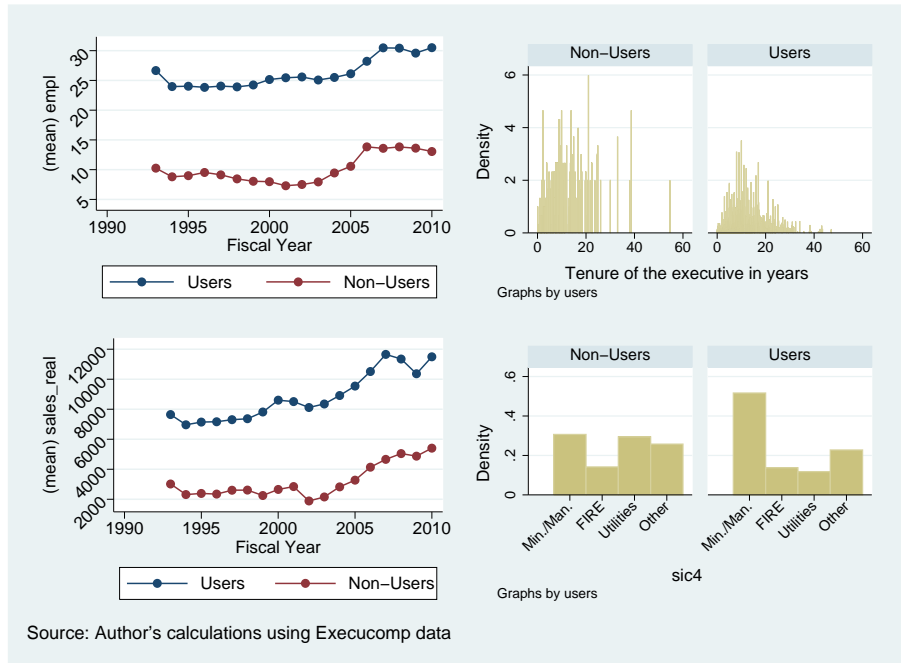 (mean) empl
30
25
20
15
10
5
1990 1995 2000 2005 2010
Fiscal Year
Users Non−Users
Non−Users Users
Density
6
4
2
0
0 20 40 60 0 20 40 60
Tenure of the executive in years
Graphs by users
(mean) sales_real
12000
10000
8000
6000
4000
2000
1990 1995 2000 2005 2010
Fiscal Year
Users Non−Users
Non−Users Users
Density
.6
.4
.2
0
Min./Man. FIRE Utilities Other Min./Man. FIRE Utilities Other
sic4
Graphs by users
Source: Author’s calculations using Execucomp data